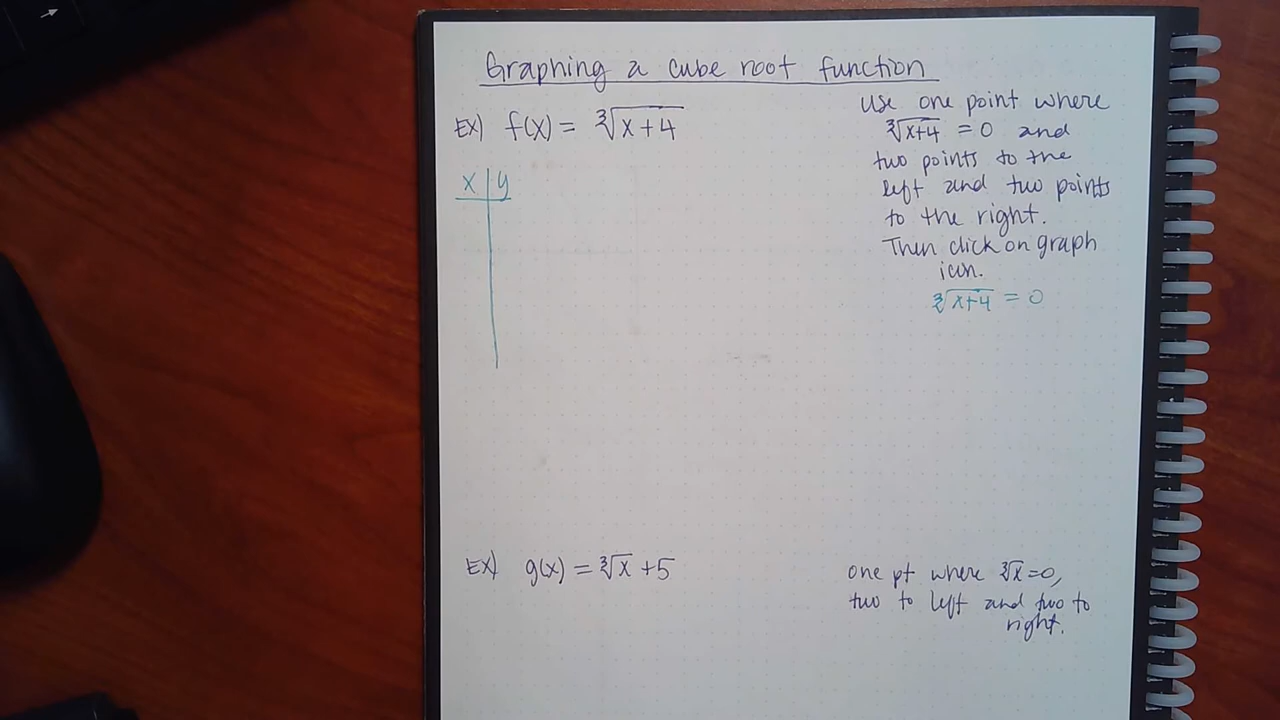 Graphing a cube root function
Ex) f(x) = ∛(x+4)
x | y
Use one point where
∛(x+4) = 0 and
two points to the
left and two points
to the right.
Then click on graph
icon.
∛(x+4) = 0
Ex) g(x) = ∛x + 5
one pt where ∛x = 0,
two to left and two to
right.